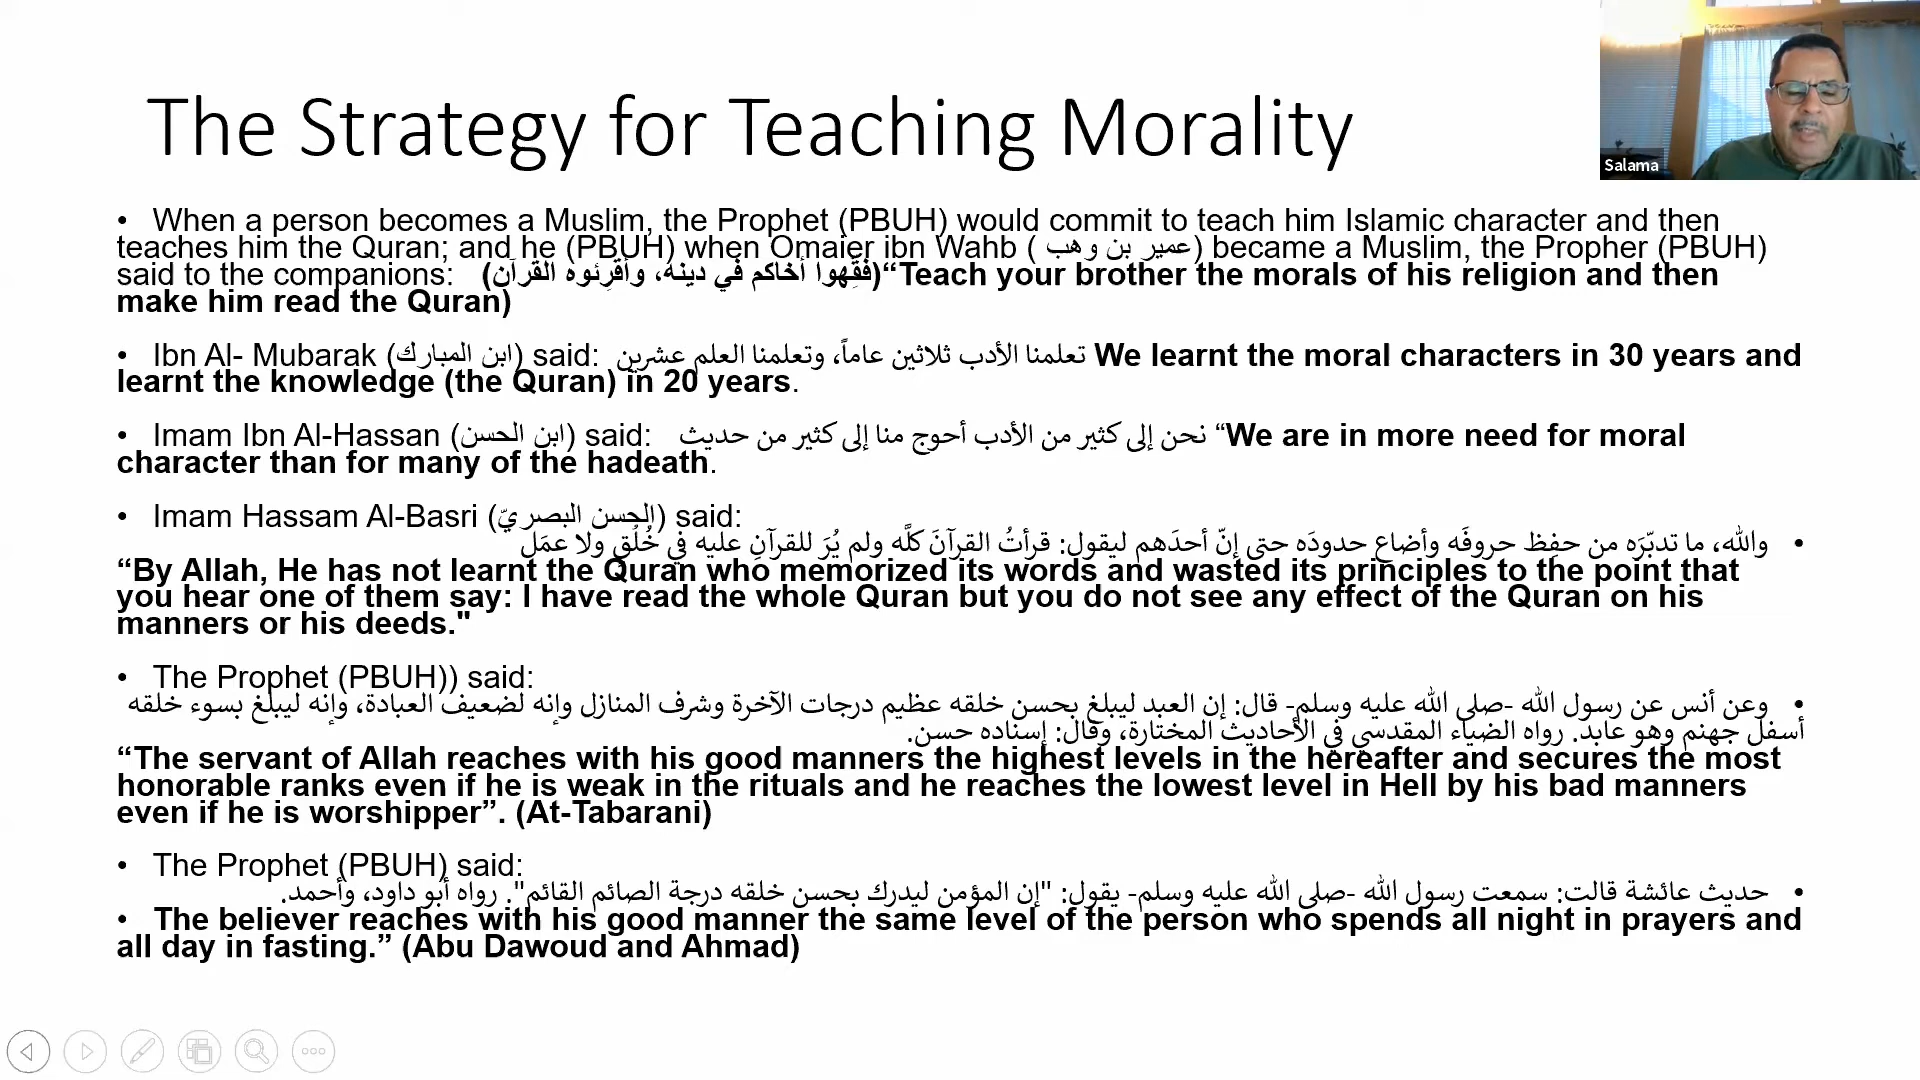 The Strategy for Teaching Morality
Salama
• When a person becomes a Muslim, the Prophet (PBUH) would commit to teach him Islamic character and then
teaches him the Quran; and he (PBUH) when Omaier ibn Wahb ( عمير بن وهب) became a Muslim, the Propher (PBUH)
said to the companions: (فَقِّهوا أخاكم في دينه، وأقرِئوه القرآن)“Teach your brother the morals of his religion and then
make him read the Quran)
• Ibn Al- Mubarak (ابن المبارك) said: تعلمنا الأدب ثلاثين عاماً، وتعلمنا العلم عشرين We learnt the moral characters in 30 years and
learnt the knowledge (the Quran) in 20 years.
• Imam Ibn Al-Hassan (ابن الحسن) said: نحن إلى كثير من الأدب أحوج منا إلى كثير من حديث “We are in more need for moral
character than for many of the hadeath.
• Imam Hassam Al-Basri (الحسن البصريّ) said:
• والله، ما تدبّرَه من حفِظ حروفَه وأضاع حدودَه حتى إنّ أحدَهم ليقول: قرأتُ القرآنَ كلَّه ولم يُرَ للقرآنِ عليه في خُلُقٍ ولا عمَل
“By Allah, He has not learnt the Quran who memorized its words and wasted its principles to the point that
you hear one of them say: I have read the whole Quran but you do not see any effect of the Quran on his
manners or his deeds."
• The Prophet (PBUH)) said:
• وعن أنس عن رسول الله -صلى الله عليه وسلم- قال: إن العبد ليبلغ بحسن خلقه عظيم درجات الآخرة وشرف المنازل وإنه لضعيف العبادة، وإنه ليبلغ بسوء خلقه
أسفل جهنم وهو عابد. رواه الضياء المقدسي في الأحاديث المختارة، وقال: إسناده حسن.
“The servant of Allah reaches with his good manners the highest levels in the hereafter and secures the most
honorable ranks even if he is weak in the rituals and he reaches the lowest level in Hell by his bad manners
even if he is worshipper”. (At-Tabarani)
• The Prophet (PBUH) said:
• حديث عائشة قالت: سمعت رسول الله -صلى الله عليه وسلم- يقول: "إن المؤمن ليدرك بحسن خلقه درجة الصائم القائم". رواه أبو داود، وأحمد.
• The believer reaches with his good manner the same level of the person who spends all night in prayers and
all day in fasting.” (Abu Dawoud and Ahmad)